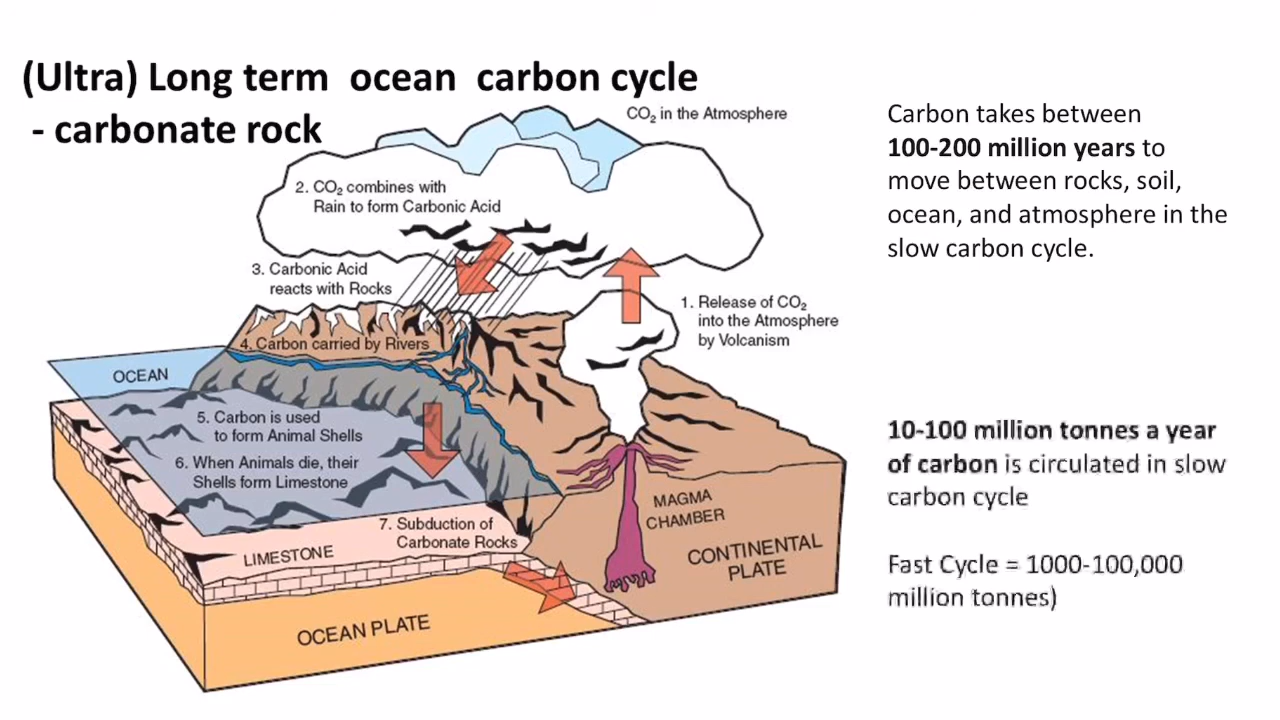 (Ultra) Long term ocean carbon cycle
- carbonate rock
CO₂ in the Atmosphere
2. CO₂ combines with
Rain to form Carbonic Acid
3. Carbonic Acid
reacts with Rocks
1. Release of CO₂
into the Atmosphere
by Volcanism
4. Carbon carried by Rivers
OCEAN
5. Carbon is used
to form Animal Shells
6. When Animals die, their
Shells form Limestone
7. Subduction of
Carbonate Rocks
LIMESTONE
MAGMA
CHAMBER
CONTINENTAL
PLATE
OCEAN PLATE
Carbon takes between
100-200 million years to
move between rocks, soil,
ocean, and atmosphere in the
slow carbon cycle.
10-100 million tonnes a year
of carbon is circulated in slow
carbon cycle
Fast Cycle = 1000-100,000
million tonnes)